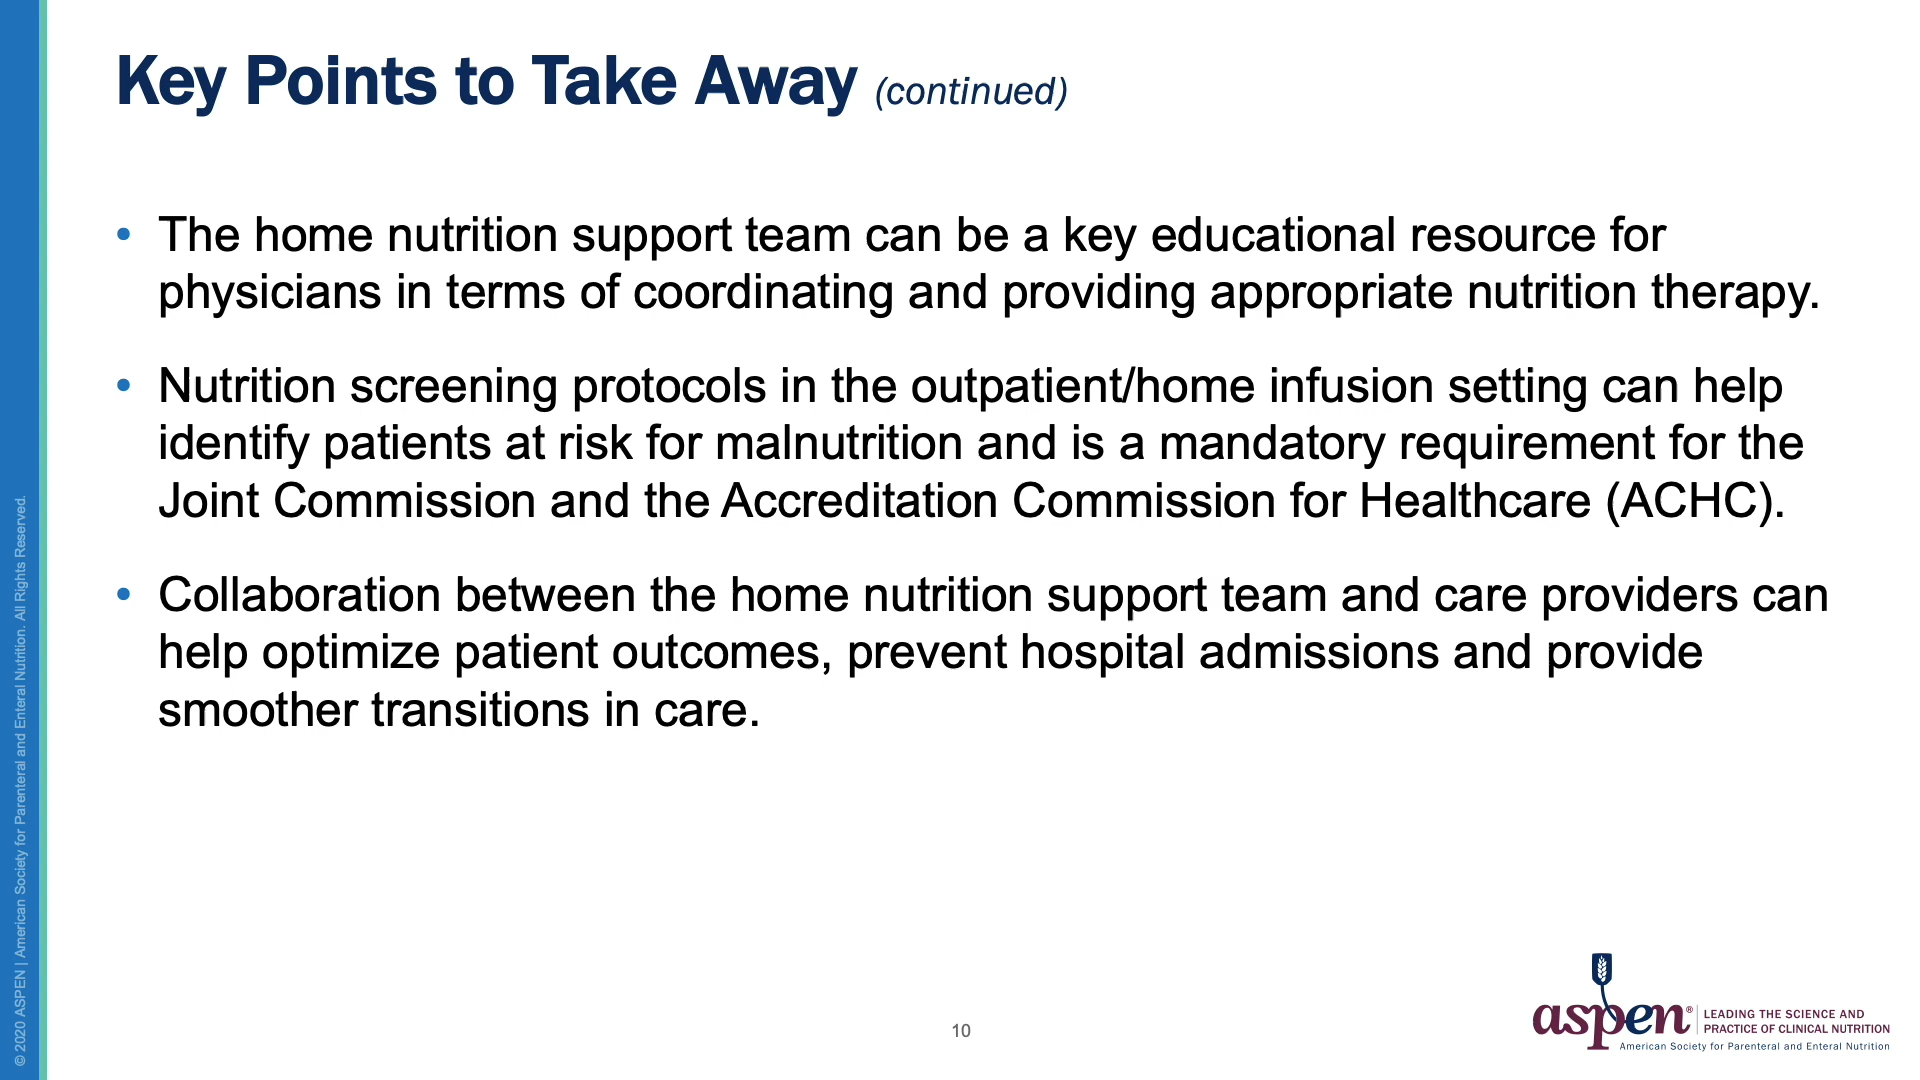 Key Points to Take Away (continued)
• The home nutrition support team can be a key educational resource for
physicians in terms of coordinating and providing appropriate nutrition therapy.
• Nutrition screening protocols in the outpatient/home infusion setting can help
identify patients at risk for malnutrition and is a mandatory requirement for the
Joint Commission and the Accreditation Commission for Healthcare (ACHC).
• Collaboration between the home nutrition support team and care providers can
help optimize patient outcomes, prevent hospital admissions and provide
smoother transitions in care.
© 2020 ASPEN | American Society for Parenteral and Enteral Nutrition. All Rights Reserved.
10
aspen®
LEADING THE SCIENCE AND
PRACTICE OF CLINICAL NUTRITION
American Society for Parenteral and Enteral Nutrition